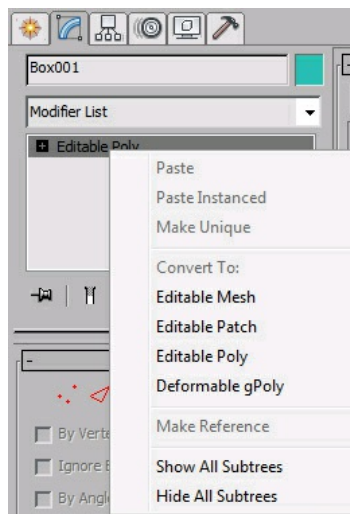 Box001
Modifier List
Editable Poly
Paste
Paste Instanced
Make Unique
Convert To:
Editable Mesh
Editable Patch
Editable Poly
Deformable gPoly
Make Reference
By Verte
Show All Subtrees
Ignore
Hide All Subtrees
By Angl